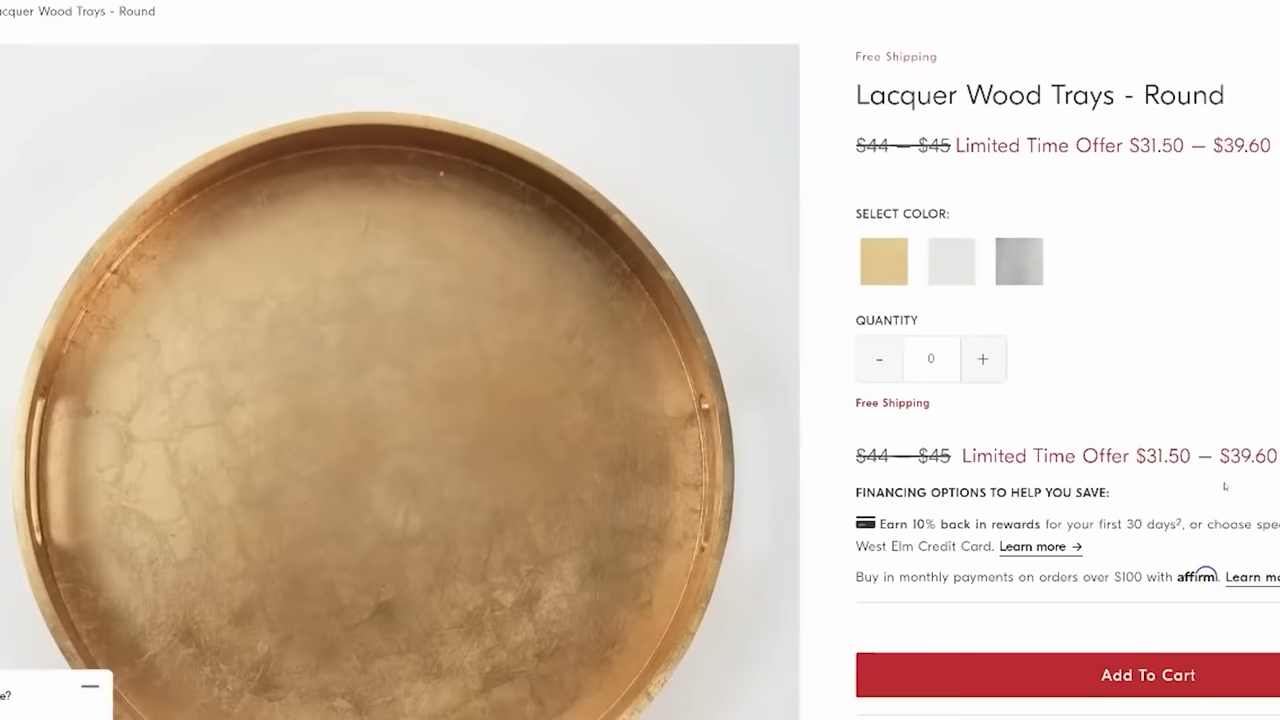 Lacquer Wood Trays - Round
Free Shipping
Lacquer Wood Trays - Round
$44 – $45 Limited Time Offer $31.50 – $39.60
SELECT COLOR:
QUANTITY
- 0 +
Free Shipping
$44 – $45 Limited Time Offer $31.50 – $39.60
FINANCING OPTIONS TO HELP YOU SAVE:
Earn 10% back in rewards for your first 30 days², or choose
West Elm Credit Card. Learn more →
Buy in monthly payments on orders over $100 with affirm. Learn
Add To Cart